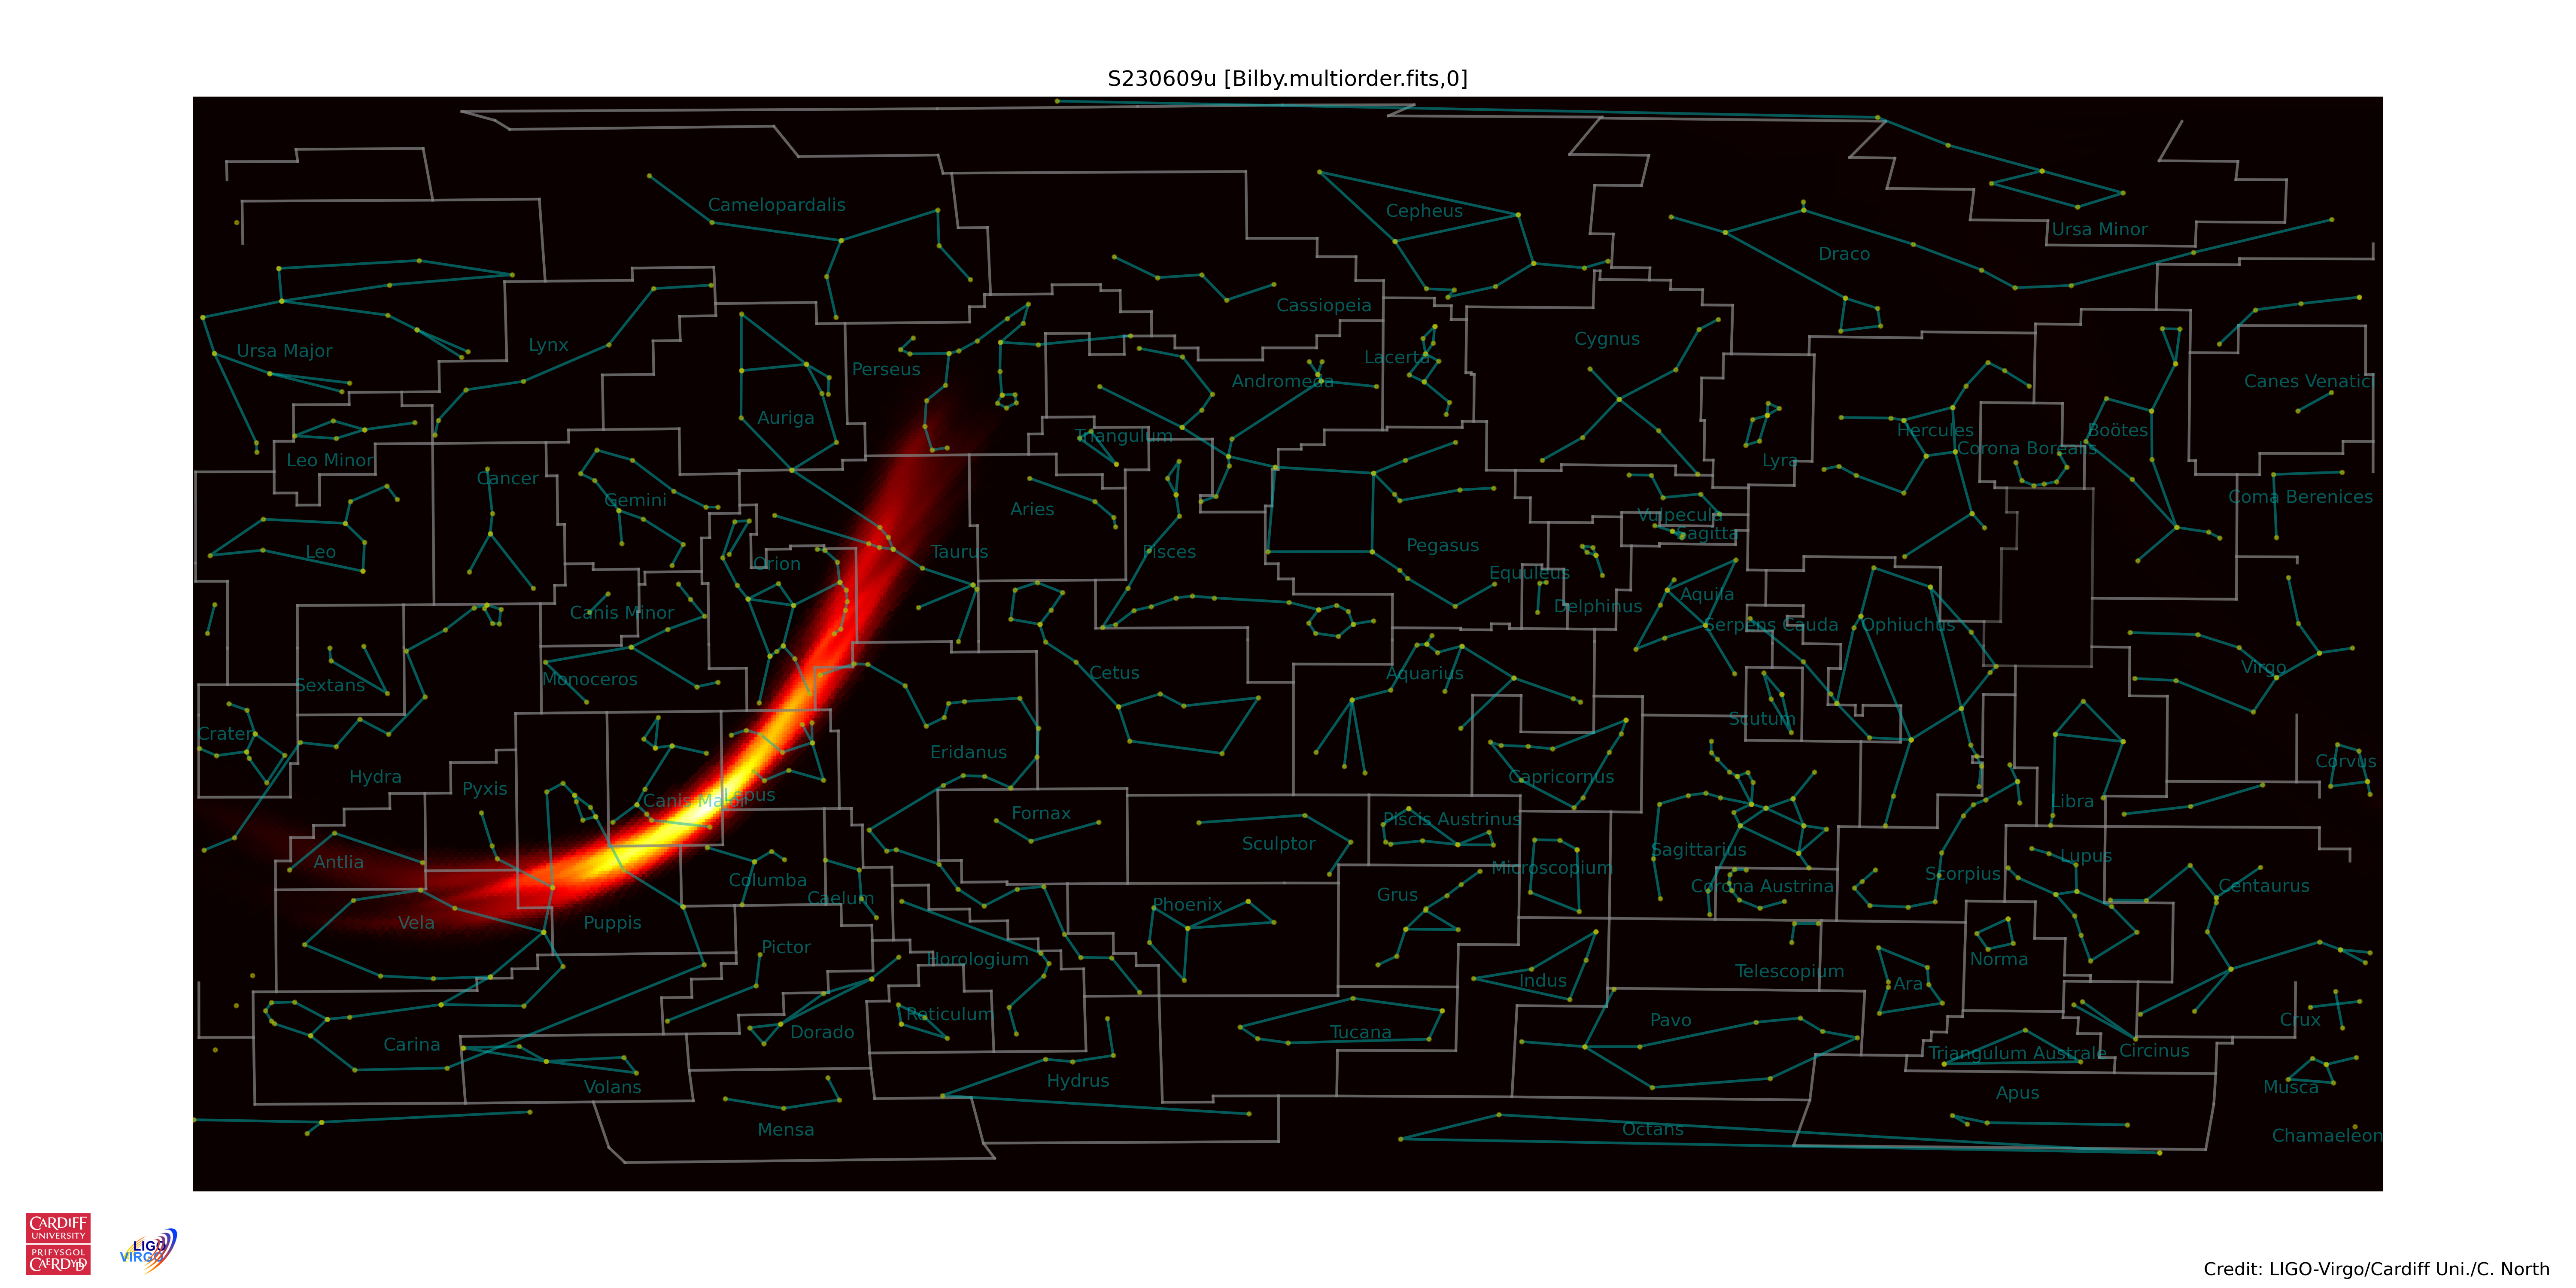 S230609u [Bilby.multiorder.fits,0]
Camelopardalis
Cepheus
Ursa Minor
Draco
Cassiopeia
Cygnus
Ursa Major
Lynx
Lacerta
Perseus
Andromeda
Canes Venatici
Auriga
Triangulum
Hercules
Boötes
Corona Borealis
Leo Minor
Lyra
Cancer
Gemini
Aries
Coma Berenices
Vulpecula
Sagitta
Leo
Orion
Taurus
Pisces
Pegasus
Equuleus
Canis Minor
Delphinus
Aquila
Serpens Cauda
Ophiuchus
Sextans
Monoceros
Cetus
Aquarius
Virgo
Crater
Scutum
Eridanus
Hydra
Pyxis
Capricornus
Corvus
Canis Major
Lepus
Libra
Fornax
Piscis Austrinus
Sculptor
Sagittarius
Antlia
Microscopium
Lupus
Columba
Caelum
Grus
Corona Austrina
Scorpius
Centaurus
Vela
Puppis
Phoenix
Pictor
Horologium
Indus
Telescopium
Norma
Ara
Reticulum
Carina
Dorado
Tucana
Pavo
Crux
Triangulum Australe
Circinus
Volans
Hydrus
Apus
Musca
Mensa
Octans
Chamaeleon
CARDIFF
UNIVERSITY
PRIFYSGOL
CAERDYDD
LIGO
VIRGO
Credit: LIGO-Virgo/Cardiff Uni./C. North